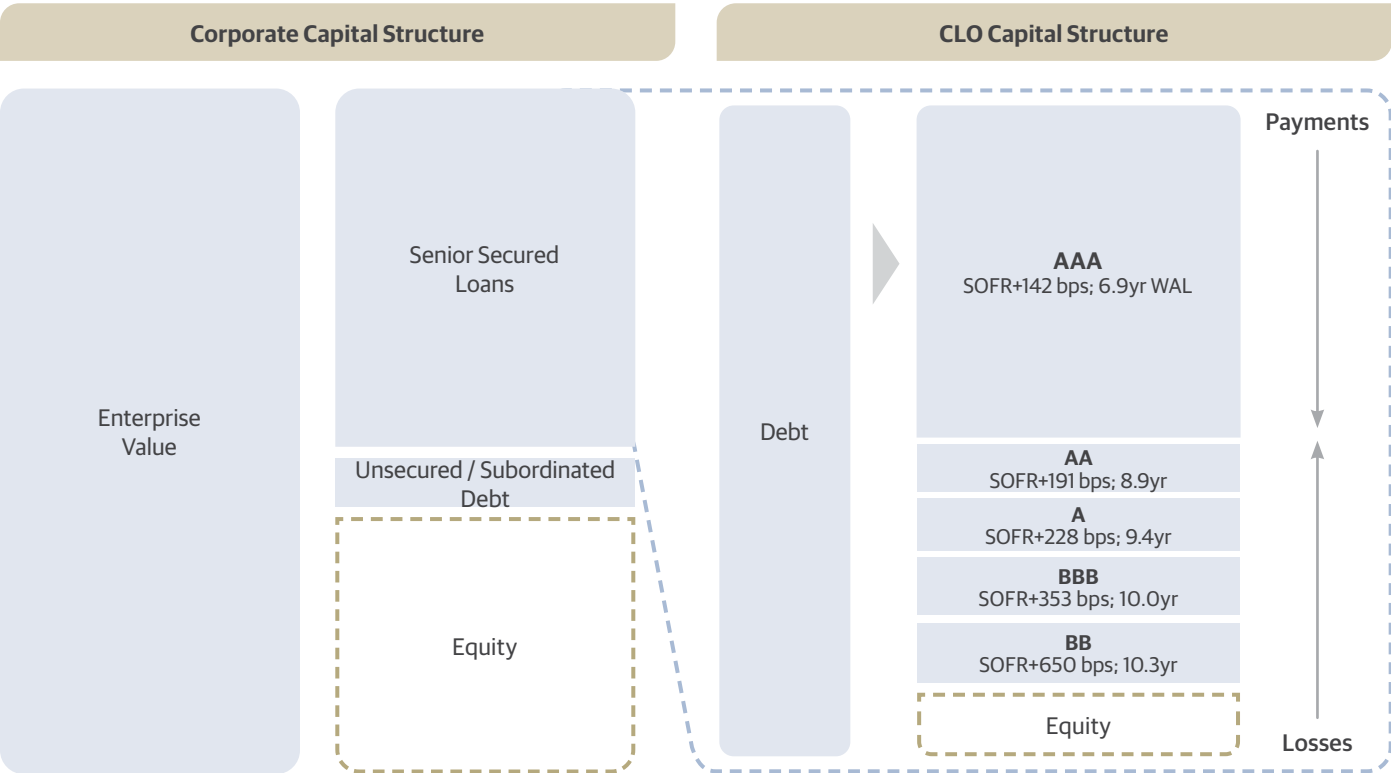 Corporate Capital Structure
CLO Capital Structure
Enterprise
Value
Senior Secured
Loans
Unsecured / Subordinated
Debt
Equity
Debt
AAA
SOFR+142 bps; 6.9yr WAL
AA
SOFR+191 bps; 8.9yr
A
SOFR+228 bps; 9.4yr
BBB
SOFR+353 bps; 10.0yr
BB
SOFR+650 bps; 10.3yr
Equity
Payments
Losses